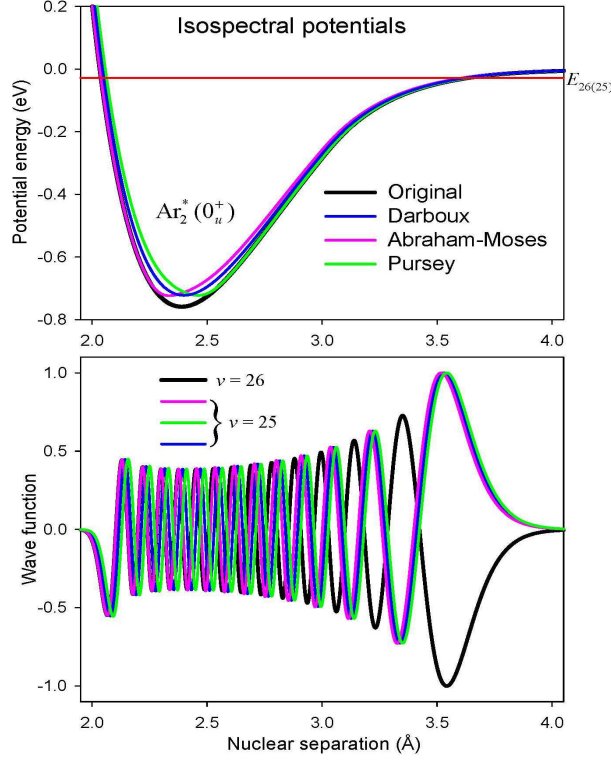 Isospectral potentials
0.2
0.0
-0.2
-0.4
-0.6
-0.8
Potential energy (eV)
E₂₆₍₂₅₎
Ar₂* (0ᵤ⁺)
Original
Darboux
Abraham-Moses
Pursey
2.0 2.5 3.0 3.5 4.0
1.0
0.5
0.0
-0.5
-1.0
Wave function
v = 26
} v = 25
2.0 2.5 3.0 3.5 4.0
Nuclear separation (Å)